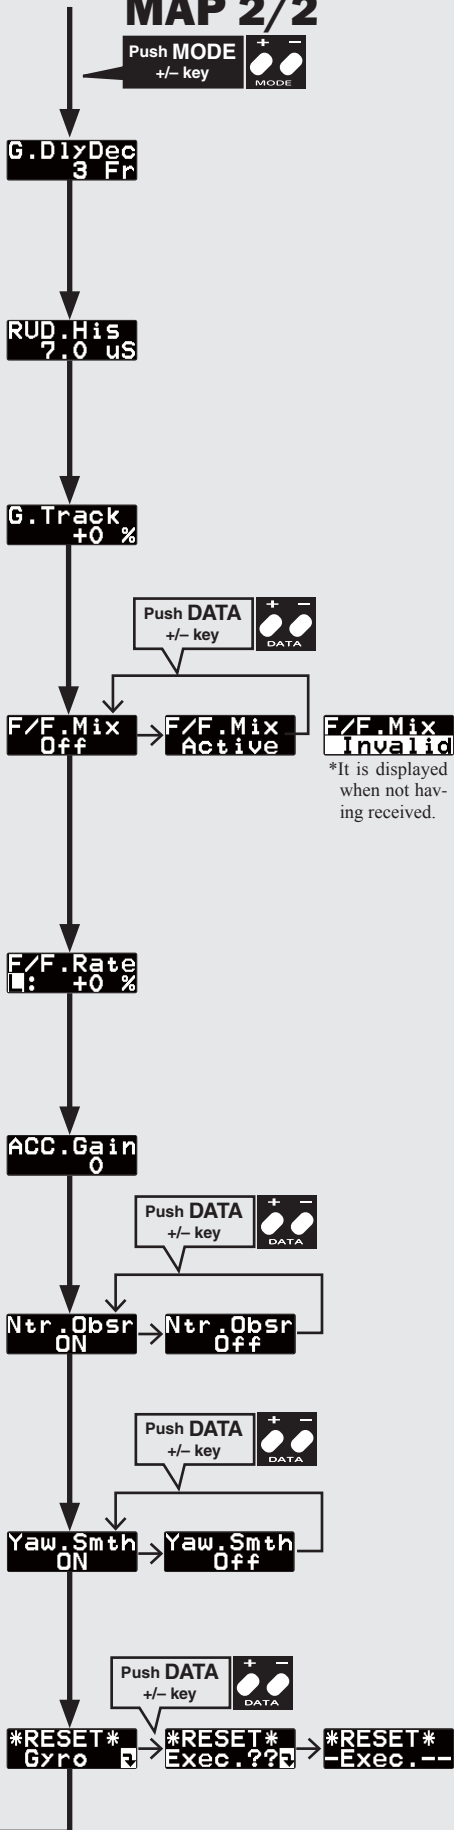 MAP 2/2
Push MODE
+/– key
+ –
MODE
G.DlyDec
3 Fr
RUD.His
7.0 uS
G.Track
+0 %
Push DATA
+/– key
+ –
DATA
F/F.Mix
Off
F/F.Mix
Active
F/F.Mix
Invalid
*It is displayed
when not hav-
ing received.
F/F.Rate
L: +0 %
ACC.Gain
0
Push DATA
+/– key
+ –
DATA
Ntr.Obsr
ON
Ntr.Obsr
Off
Push DATA
+/– key
+ –
DATA
Yaw.Smth
ON
Yaw.Smth
Off
Push DATA
+/– key
+ –
DATA
*RESET*
Gyro
*RESET*
Exec.??
*RESET*
-Exec.--